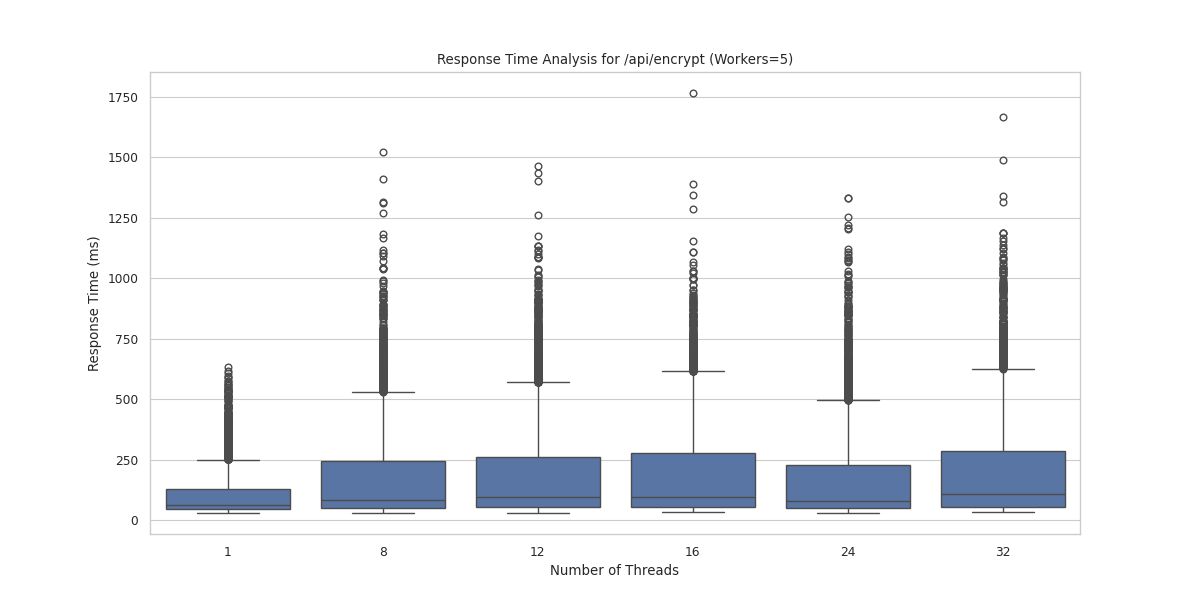 Response Time Analysis for /api/encrypt (Workers=5)
1750
1500
1250
1000
750
500
250
0
Response Time (ms)
1 8 12 16 24 32
Number of Threads